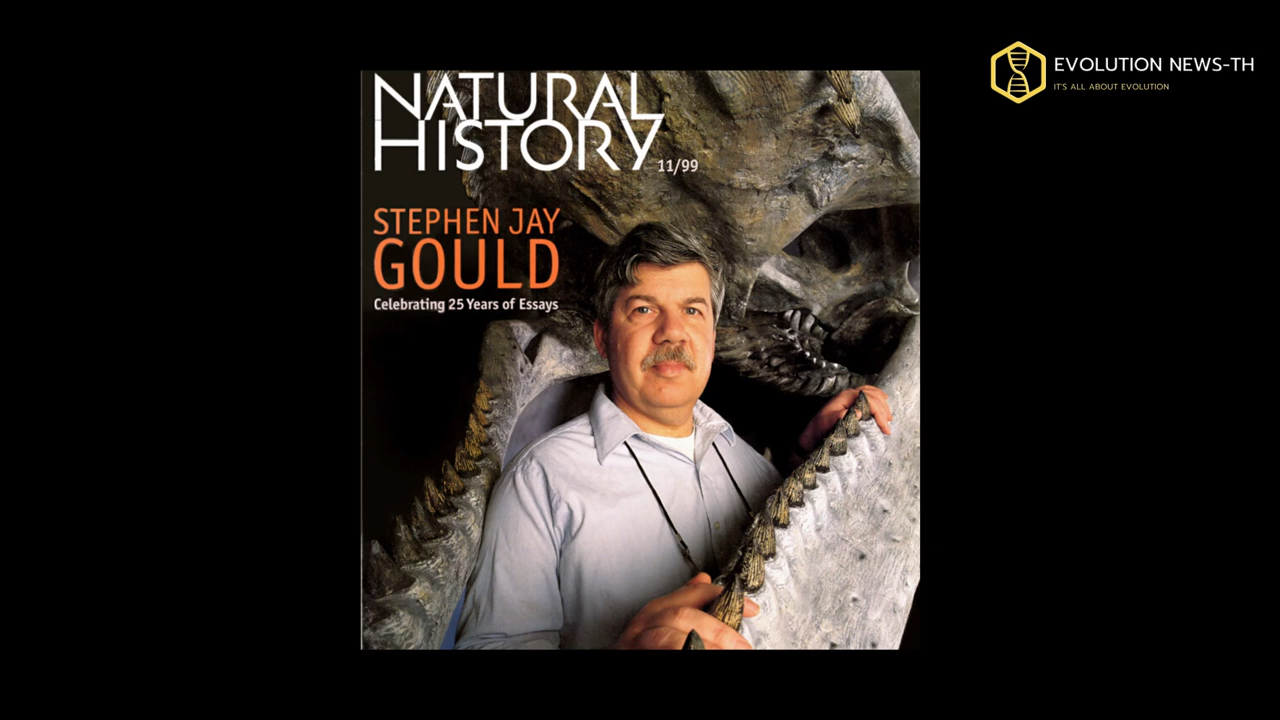 NATURAL
HISTORY
11/99
STEPHEN JAY
GOULD
Celebrating 25 Years of Essays
EVOLUTION NEWS-TH
IT'S ALL ABOUT EVOLUTION